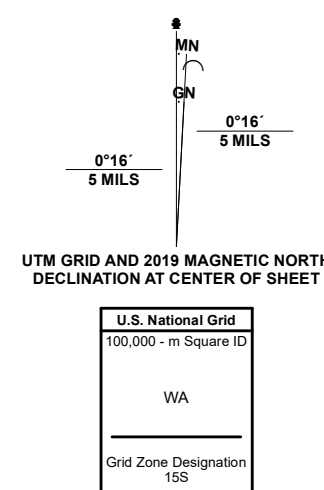 MN
GN
0°16´
5 MILS
0°16´
5 MILS
UTM GRID AND 2019 MAGNETIC NORTH
DECLINATION AT CENTER OF SHEET
U.S. National Grid
100,000 - m Square ID
WA
Grid Zone Designation
15S